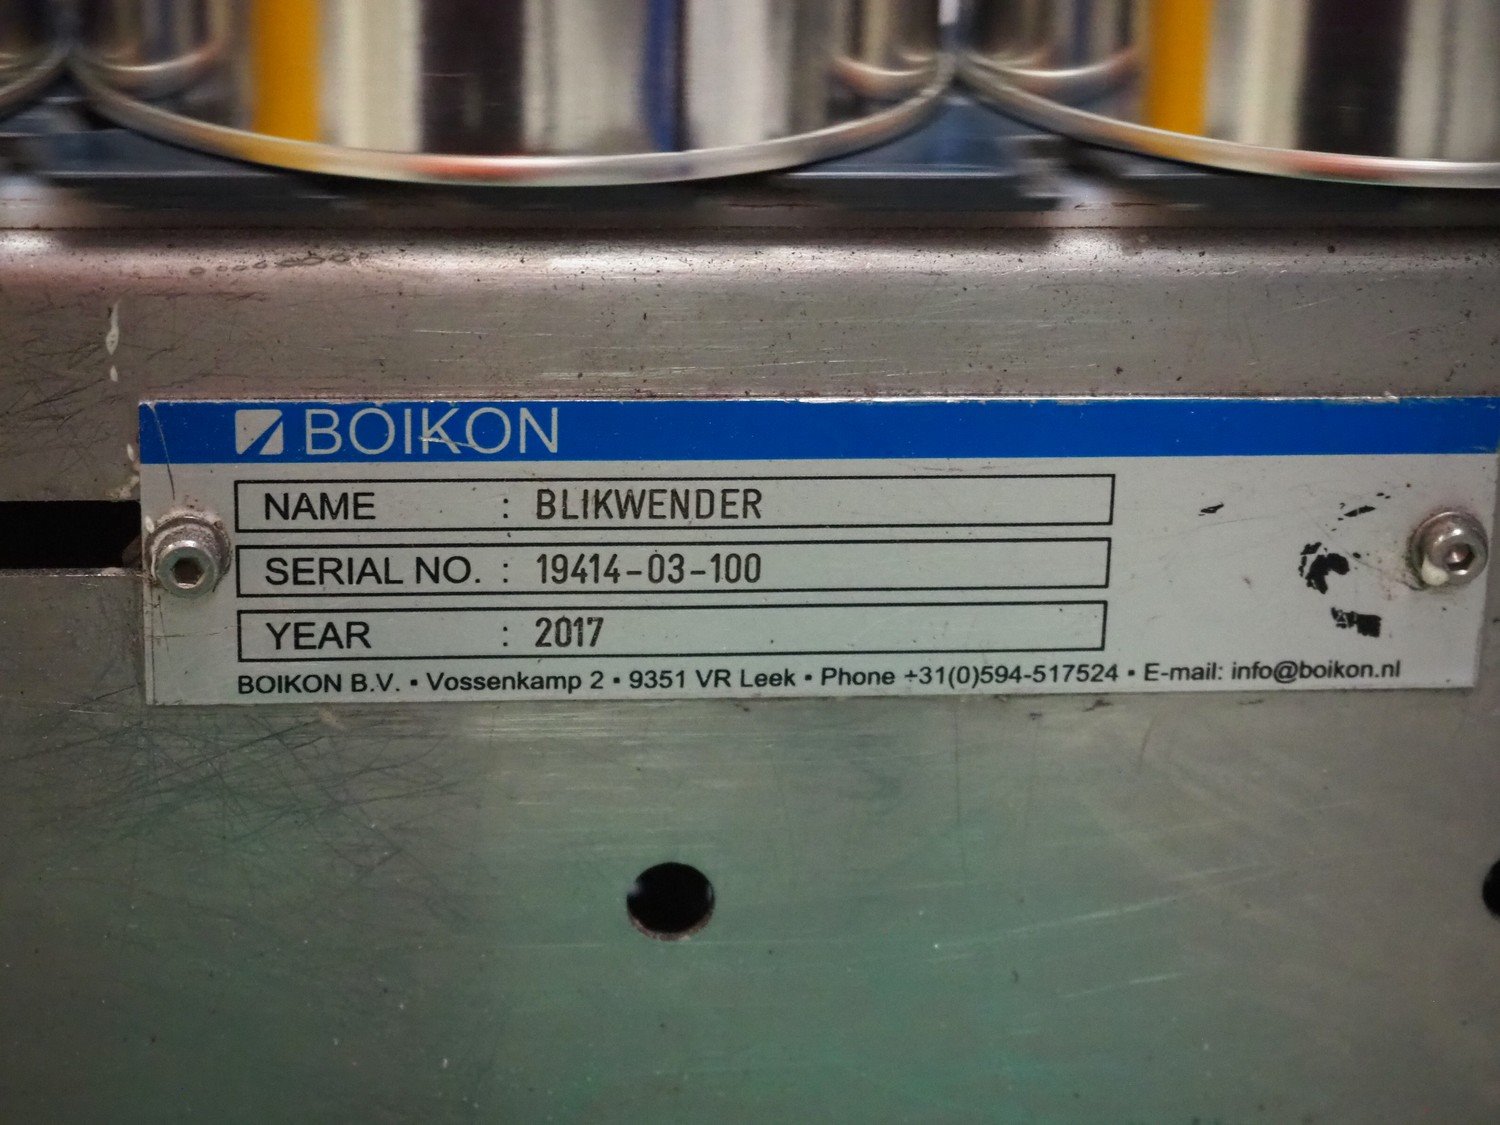 BOIKON
NAME : BLIKWENDER
SERIAL NO. : 19414-03-100
YEAR : 2017
BOIKON B.V. ▪ Vossenkamp 2 ▪ 9351 VR Leek ▪ Phone +31(0)594-517524 ▪ E-mail: info@boikon.nl